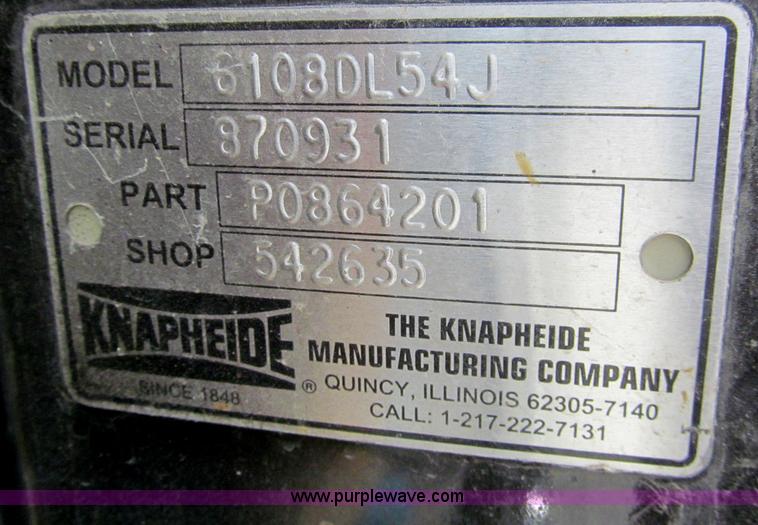 MODEL 6108DL54J
SERIAL 870931
PART P0864201
SHOP 542635
KNAPHEIDE
SINCE 1848
®
THE KNAPHEIDE
MANUFACTURING COMPANY
QUINCY, ILLINOIS 62305-7140
CALL: 1-217-222-7131
www.purplewave.com